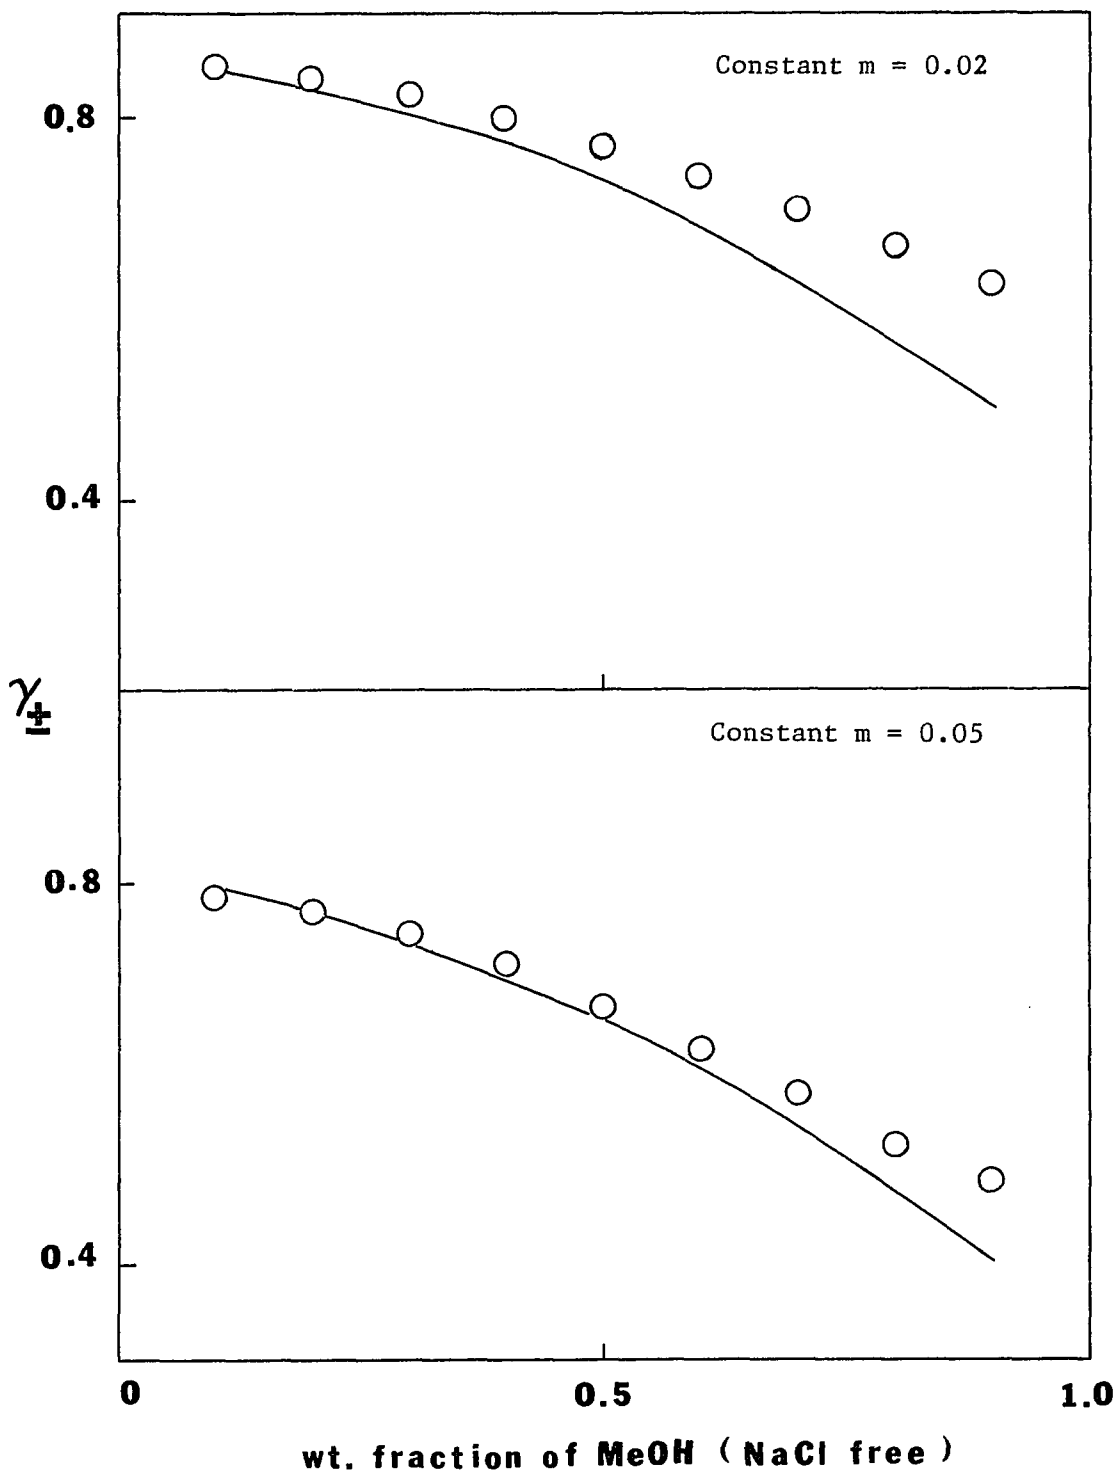 Constant m = 0.02
0.8
0.4
γ±
Constant m = 0.05
0.8
0.4
0 0.5 1.0
wt. fraction of MeOH ( NaCl free )